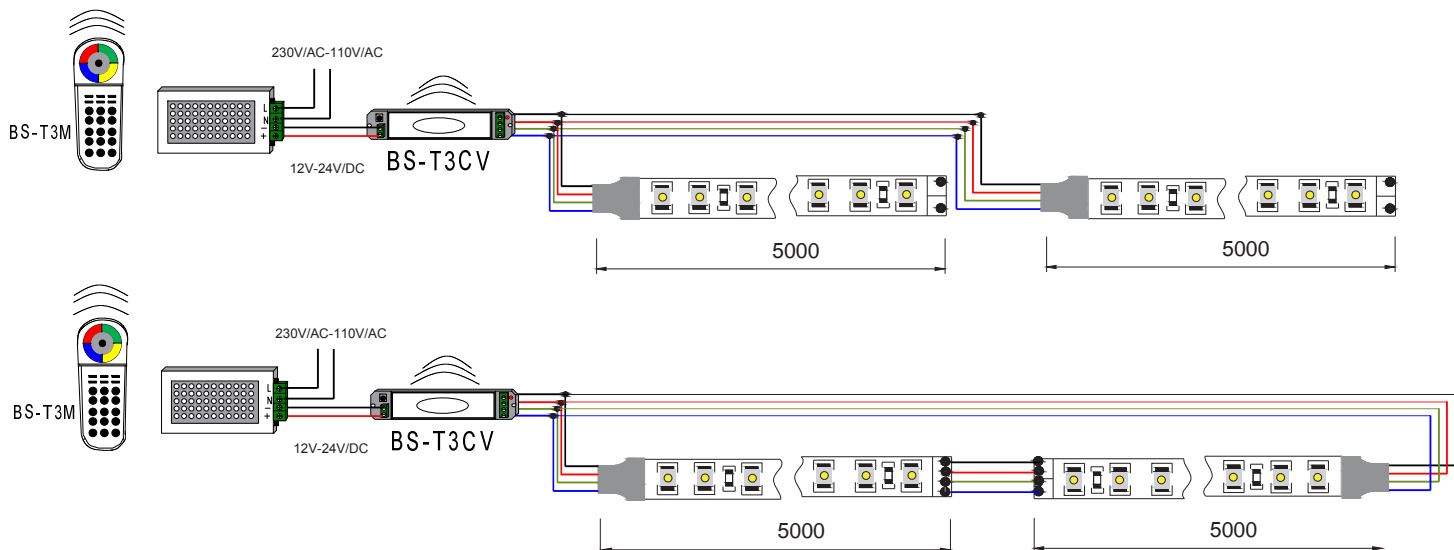 230V/AC-110V/AC
L
N
–
+
BS-T3M
12V-24V/DC
BS-T3CV
5000
5000
230V/AC-110V/AC
L
N
–
+
BS-T3M
12V-24V/DC
BS-T3CV
5000
5000